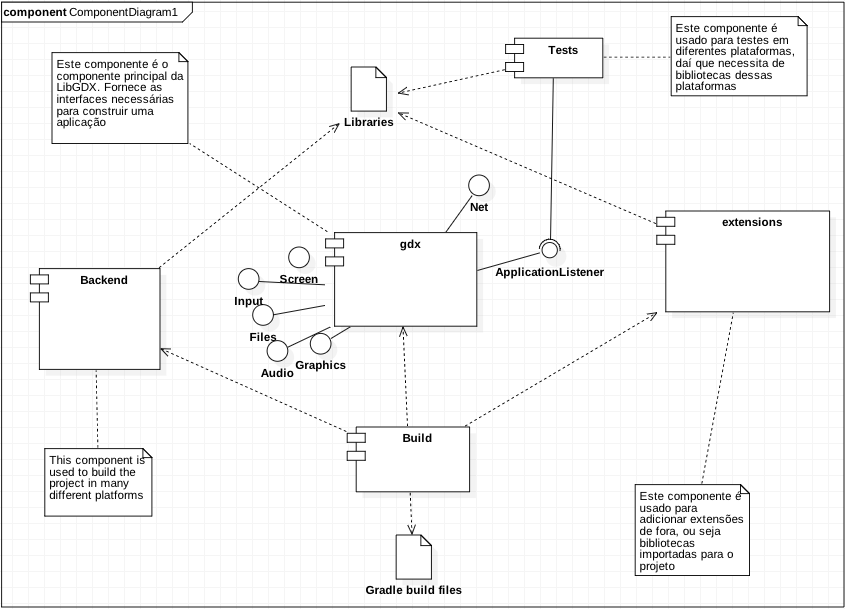 component ComponentDiagram1
Este componente é o
componente principal da
LibGDX. Fornece as
interfaces necessárias
para construir uma
aplicação
Libraries
Tests
Este componente é
usado para testes em
diferentes plataformas,
daí que necessita de
bibliotecas dessas
plataformas
Net
gdx
extensions
Screen
ApplicationListener
Backend
Input
Files
Audio
Graphics
Build
This component is
used to build the
project in many
different platforms
Este componente é
usado para
adicionar extensões
de fora, ou seja
bibliotecas
importadas para o
projeto
Gradle build files